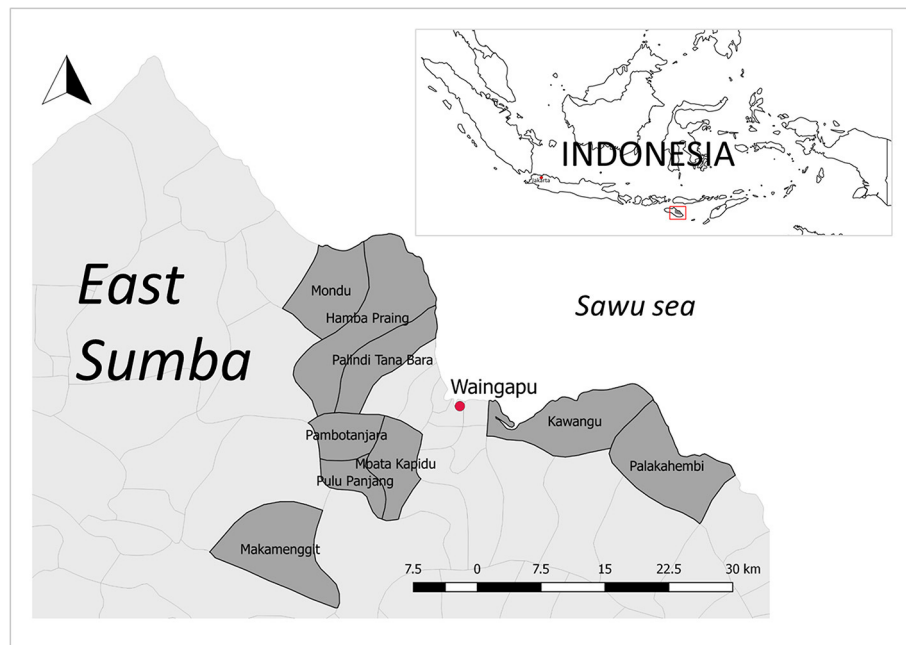 INDONESIA
Jakarta
East
Sumba
Sawu sea
Mondu
Hamba Praing
Palindi Tana Bara
Waingapu
Kawangu
Pambotanjara
Mbata Kapidu
Pulu Panjang
Palakahembi
Makamenggit
7.5 0 7.5 15 22.5 30 km